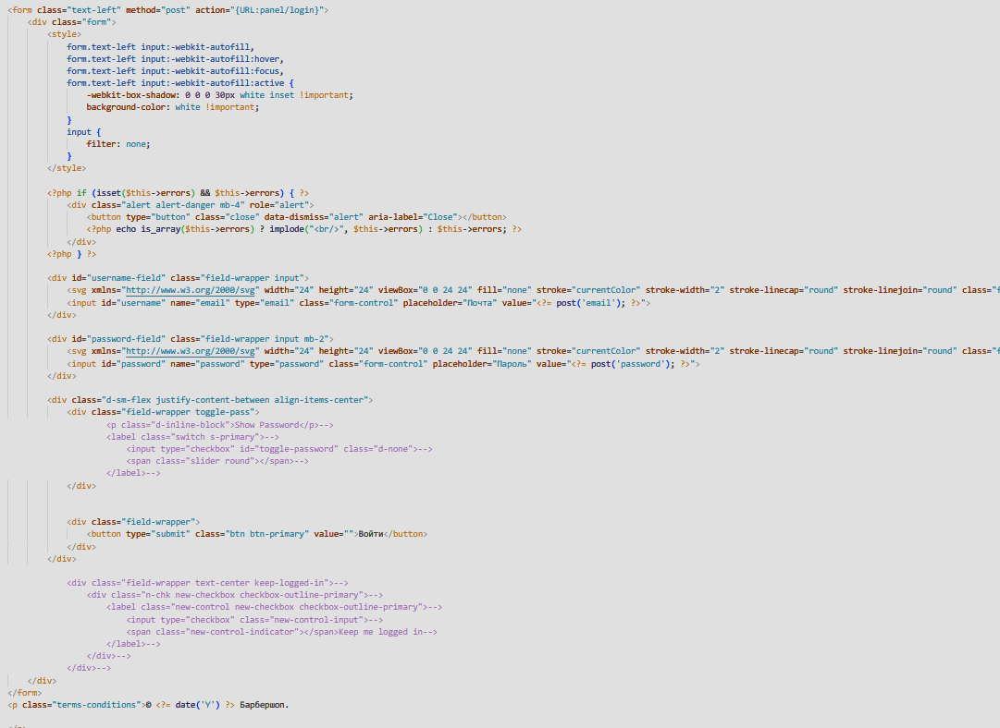 <form class="text-left" method="post" action="{URL:panel/login}">
<div class="form">
<style>
form.text-left input:-webkit-autofill,
form.text-left input:-webkit-autofill:hover,
form.text-left input:-webkit-autofill:focus,
form.text-left input:-webkit-autofill:active {
-webkit-box-shadow: 0 0 0 30px white inset !important;
background-color: white !important;
}
input {
filter: none;
}
</style>
<?php if (isset($this->errors) && $this->errors) { ?>
<div class="alert alert-danger mb-4" role="alert">
<button type="button" class="close" data-dismiss="alert" aria-label="Close"></button>
<?php echo is_array($this->errors) ? implode("<br/>", $this->errors) : $this->errors; ?>
</div>
<?php } ?>
<div id="username-field" class="field-wrapper input">
<svg xmlns="http://www.w3.org/2000/svg" width="24" height="24" viewBox="0 0 24 24" fill="none" stroke="currentColor" stroke-width="2" stroke-linecap="round" stroke-linejoin="round" class="f
<input id="username" name="email" type="email" class="form-control" placeholder="Почта" value="<?= post('email'); ?>">
</div>
<div id="password-field" class="field-wrapper input mb-2">
<svg xmlns="http://www.w3.org/2000/svg" width="24" height="24" viewBox="0 0 24 24" fill="none" stroke="currentColor" stroke-width="2" stroke-linecap="round" stroke-linejoin="round" class="f
<input id="password" name="password" type="password" class="form-control" placeholder="Пароль" value="<?= post('password'); ?>">
</div>
<div class="d-sm-flex justify-content-between align-items-center">
<div class="field-wrapper toggle-pass">
<p class="d-inline-block">Show Password</p>-->
<label class="switch s-primary">-->
<input type="checkbox" id="toggle-password" class="d-none">-->
<span class="slider round"></span>-->
</label>-->
</div>
<div class="field-wrapper">
<button type="submit" class="btn btn-primary" value="">Войти</button>
</div>
</div>
<div class="field-wrapper text-center keep-logged-in">-->
<div class="n-chk new-checkbox checkbox-outline-primary">-->
<label class="new-control new-checkbox checkbox-outline-primary">-->
<input type="checkbox" class="new-control-input">-->
<span class="new-control-indicator"></span>Keep me logged in-->
</label>-->
</div>-->
</div>-->
</div>
</form>
<p class="terms-conditions">© <?= date('Y') ?> Барбершоп.